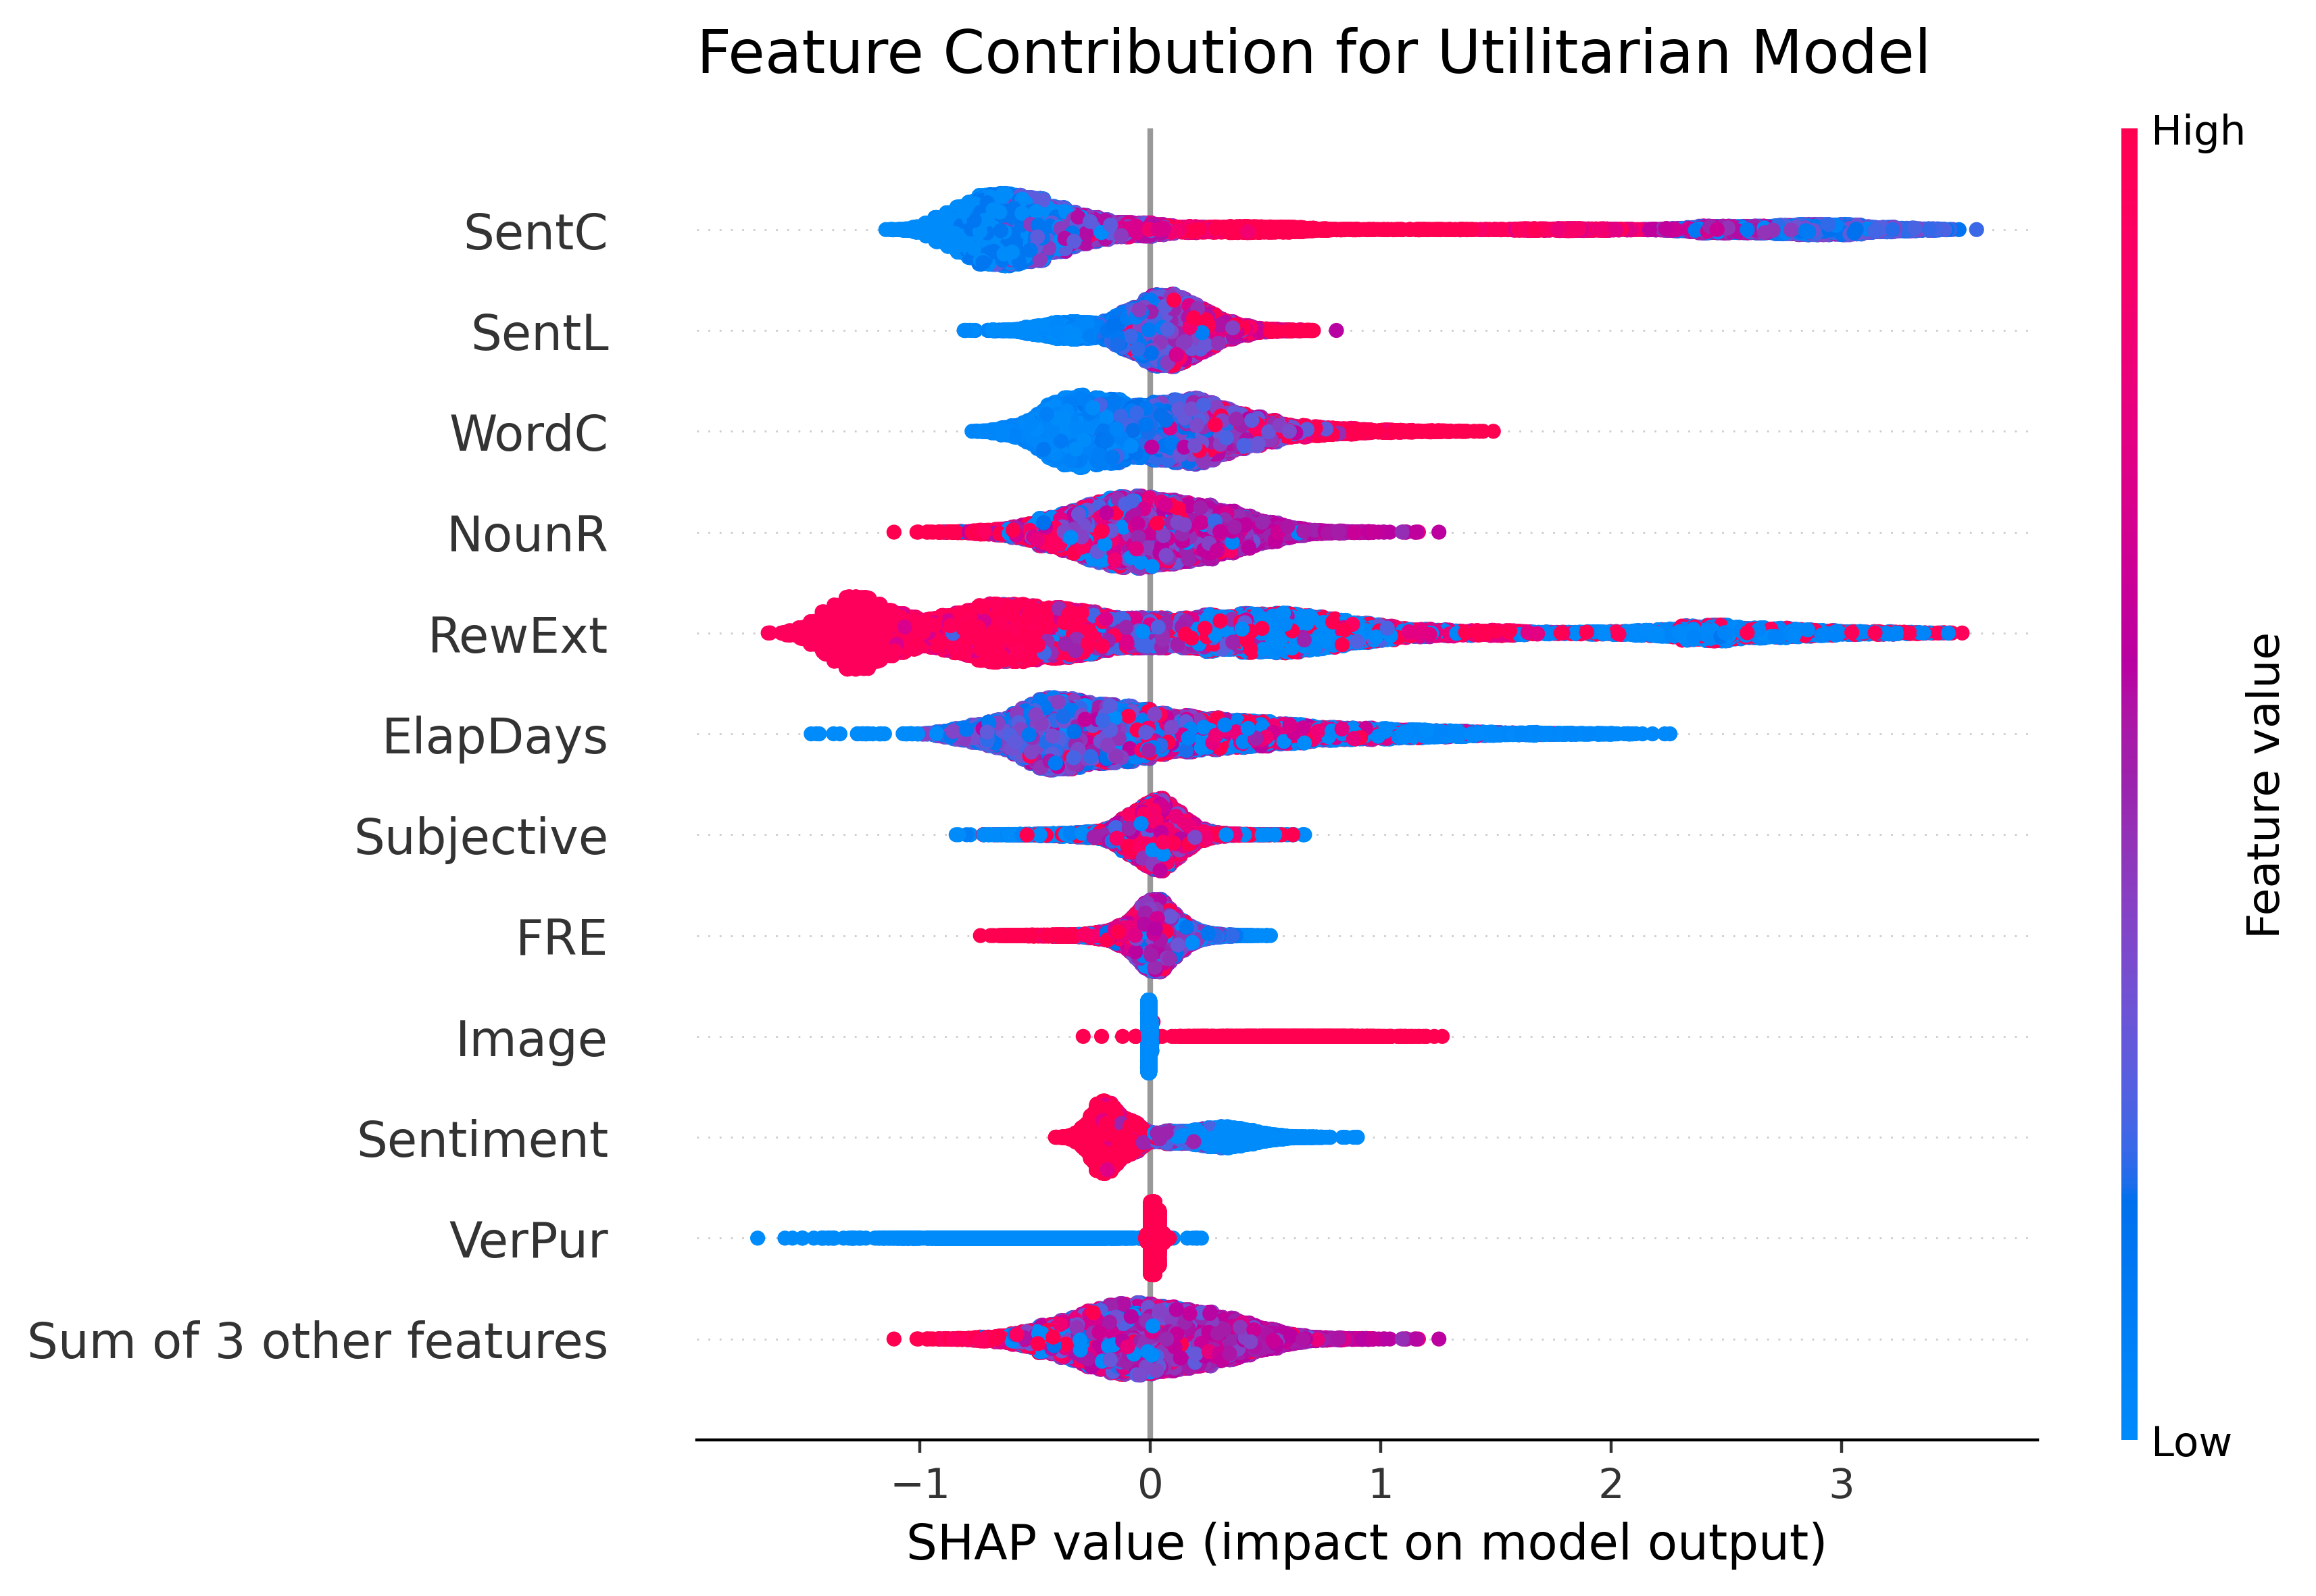 Feature Contribution for Utilitarian Model
High
SentC
SentL
WordC
NounR
RewExt
ElapDays
Subjective
FRE
Image
Sentiment
VerPur
Sum of 3 other features
Feature value
Low
−1 0 1 2 3
SHAP value (impact on model output)